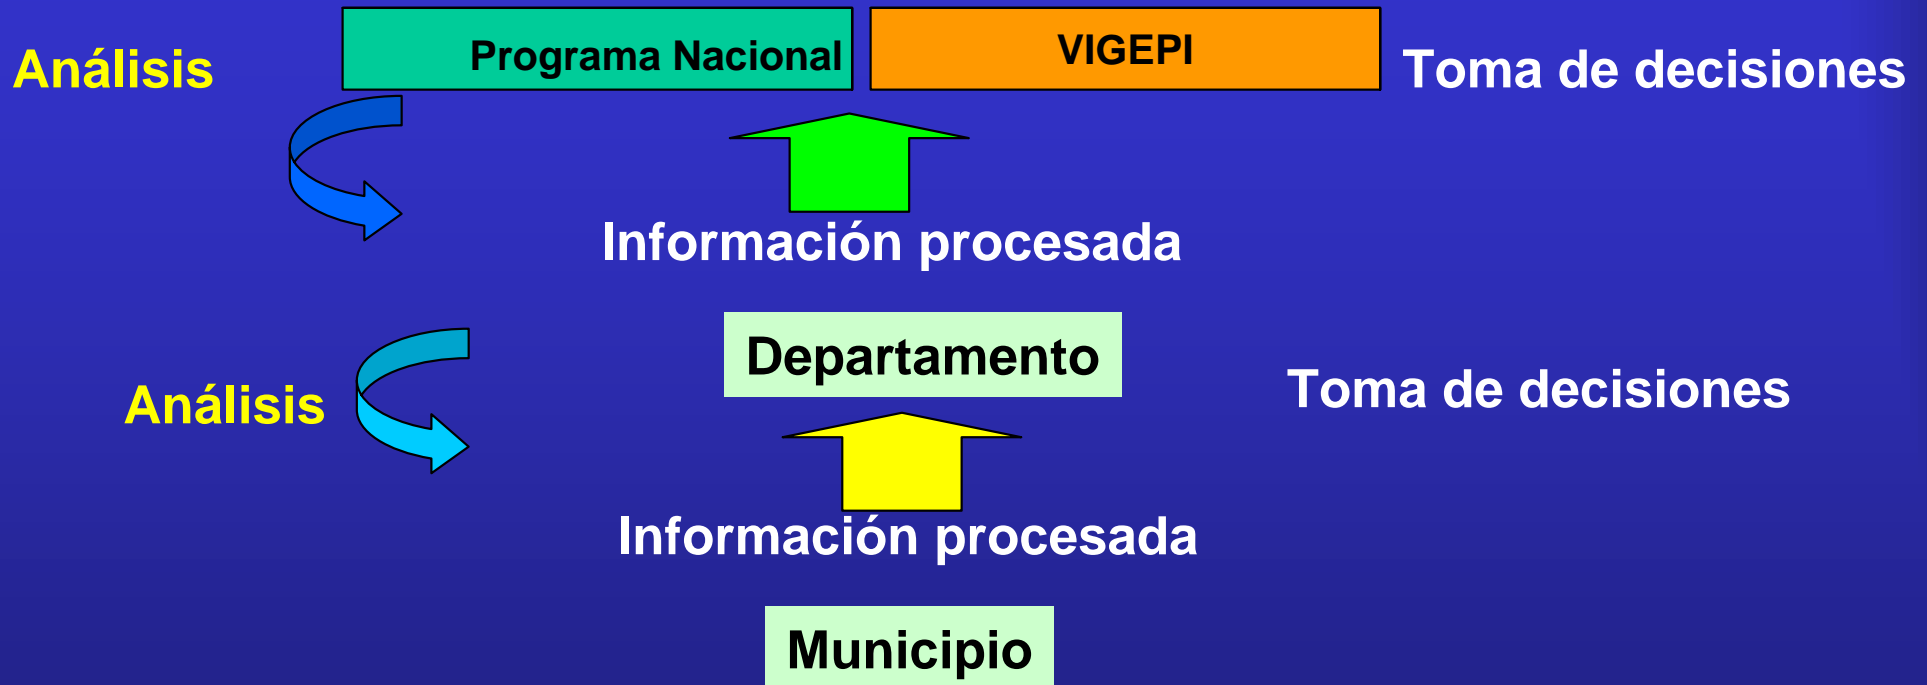 Análisis
Programa Nacional
VIGEPI
Toma de decisiones
Información procesada
Departamento
Análisis
Toma de decisiones
Información procesada
Municipio